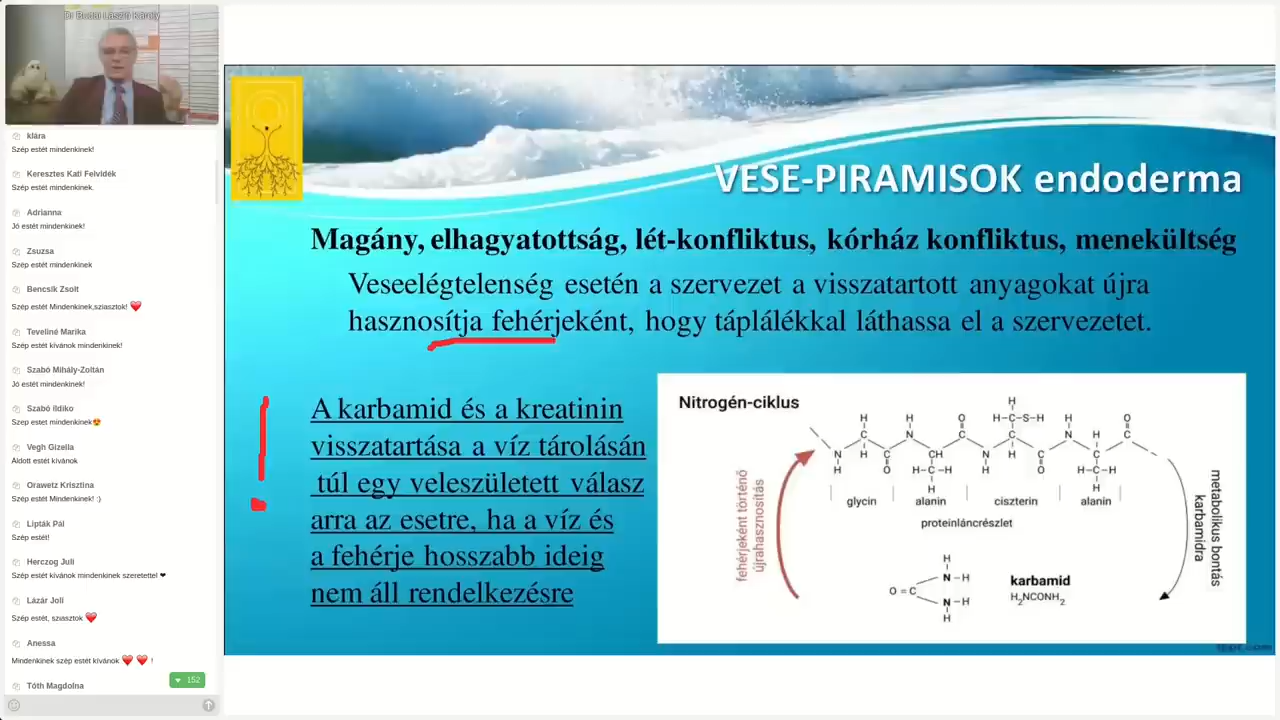 Dr Budai László Károly
klára
Szép estét mindenkinek!
Keresztes Kati Felvidék
Szép estét mindenkinek.
Adrianna
Jó estét mindenkinek!
Zsuzsa
Szép estét mindenkinek
Bencsik Zsolt
Szép estét Mindenkinek,sziasztok! ❤️
Teveliné Marika
Szép estét kívánok mindenkinek!
Szabó Mihály-Zoltán
Jó estét mindenkinek!
Szabó Ildiko
Szep estet mindenkinek😍
Vegh Gizella
Áldott estét kívánok
Orawetz Krisztina
Szép estét Mindenkinek! :)
Lipták Pál
Szép estét!
Herczog Juli
Szép estét kívánok mindenkinek szeretettel ❤
Lázár Joli
Szép estét, sziasztok ❤️
Anessa
Mindenkinek szép estét kívánok ❤️ ❤️ !
Tóth Magdolna
152
VESE-PIRAMISOK endoderma
Magány, elhagyatottság, lét-konfliktus, kórház konfliktus, menekültség
Veseelégtelenség esetén a szervezet a visszatartott anyagokat újra
hasznosítja fehérjeként, hogy táplálékkal láthassa el a szervezetet.
A karbamid és a kreatinin
visszatartása a víz tárolásán
túl egy veleszületett válasz
arra az esetre, ha a víz és
a fehérje hosszabb ideig
nem áll rendelkezésre
Nitrogén-ciklus
H
H H O H-C-S-H H O
N C N C C N C
H H O CH N H O H
H-C-H H H-C-H
H H
glycin alanin ciszterin alanin
proteinláncrészlet
fehérjeként történő
újrahasznosítás
metabolikus bontás
karbamidra
H
N-H
O=C
N-H
H
karbamid
H₂NCONH₂